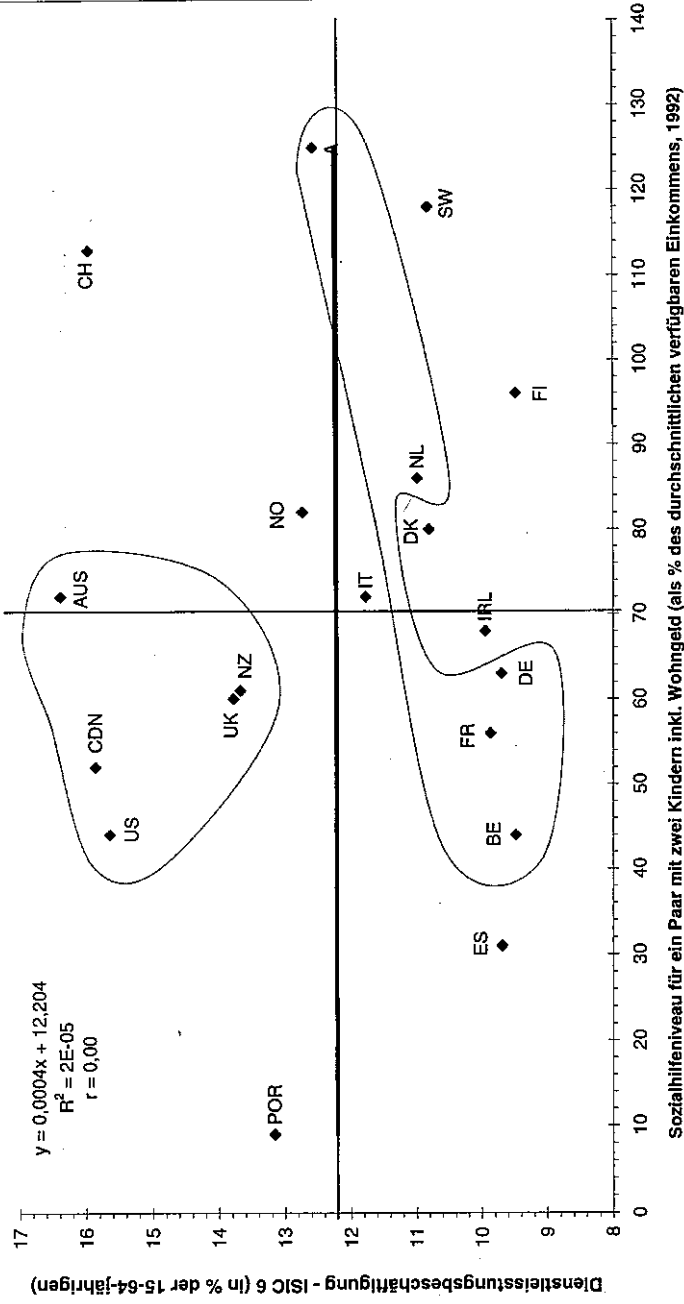 y = 0,0004x + 12,204
R² = 2E-05
r = 0,00
17
16
15
14
13
12
11
10
9
8
Dienstleistungsbeschäftigung - ISIC 6 (in % der 15-64-jährigen)
POR
ES
US
CDN
UK
NZ
AUS
BE
FR
DE
IRL
IT
NO
DK
NL
FI
CH
SW
A
0
10
20
30
40
50
60
70
80
90
100
110
120
130
140
Sozialhilfeniveau für ein Paar mit zwei Kindern inkl. Wohngeld (als % des durchschnittlichen verfügbaren Einkommens, 1992)